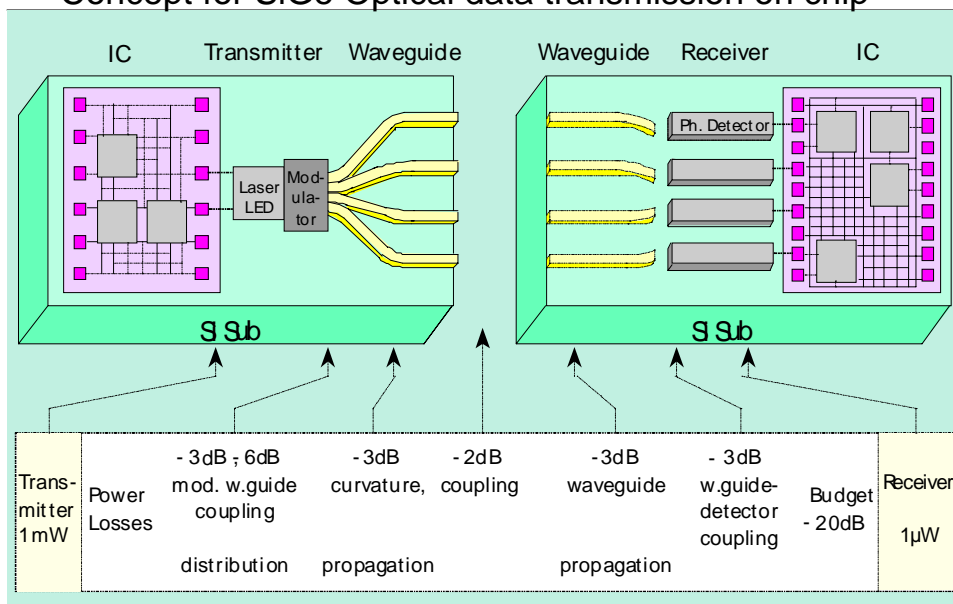 Concept for SiGe Optical data transmission on chip
IC Transmitter Waveguide Waveguide Receiver IC
Laser
LED
Mod-
ula-
tor
Ph. Detector
Si Sub
Si Sub
Trans-
mitter
1mW
Power
Losses
- 3dB ; 6dB
mod. w.guide
coupling
distribution
-3dB
curvature,
propagation
- 2dB
coupling
-3dB
waveguide
propagation
- 3dB
w.guide-
detector
coupling
Budget
- 20dB
Receiver
1µW